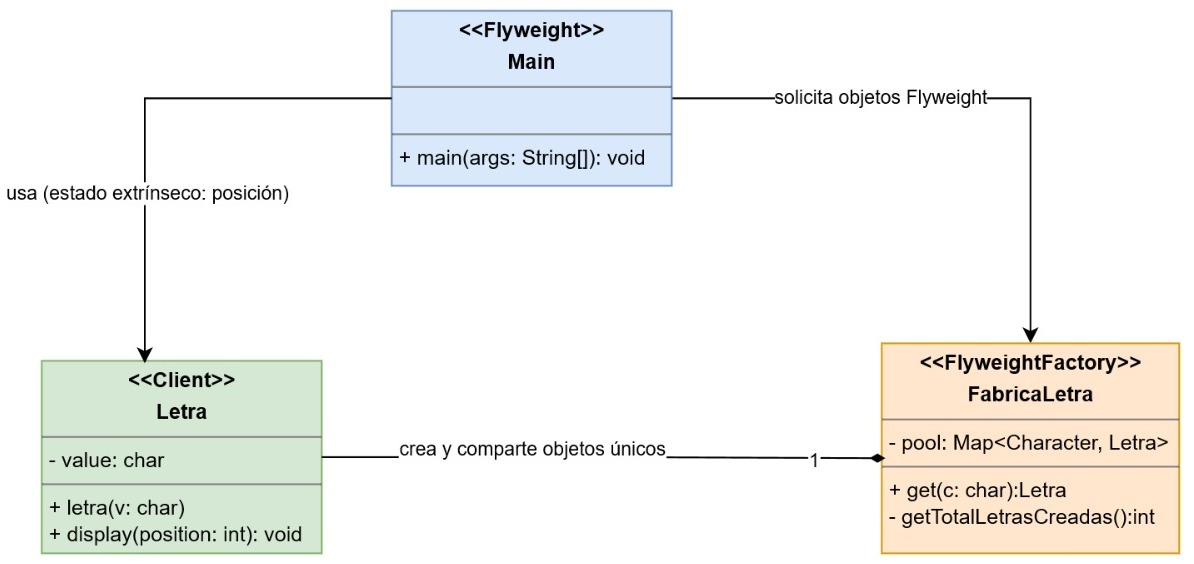 <<Flyweight>>
Main
+ main(args: String[]): void
solicita objetos Flyweight
usa (estado extrínseco: posición)
<<Client>>
Letra
- value: char
+ letra(v: char)
+ display(position: int): void
crea y comparte objetos únicos
1
<<FlyweightFactory>>
FabricaLetra
- pool: Map<Character, Letra>
+ get(c: char):Letra
- getTotalLetrasCreadas():int